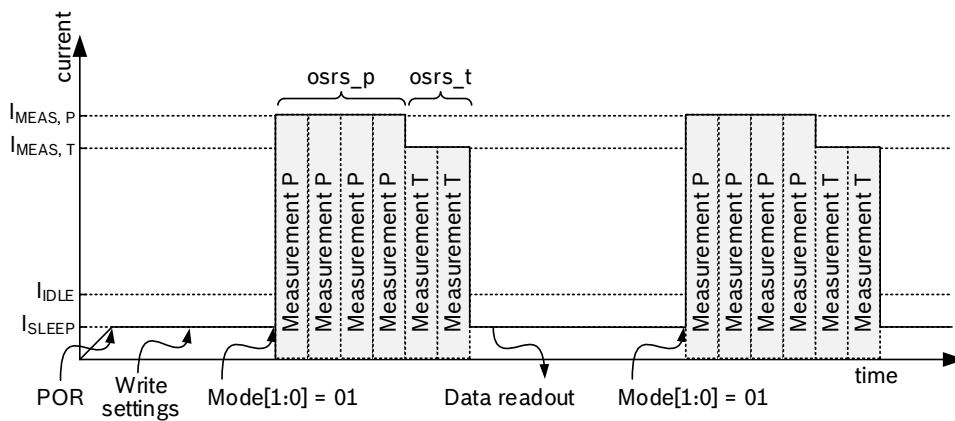 current
osrs_p osrs_t
I_MEAS, P
I_MEAS, T
I_IDLE
I_SLEEP
Measurement P
Measurement P
Measurement P
Measurement P
Measurement T
Measurement T
Measurement P
Measurement P
Measurement P
Measurement P
Measurement T
Measurement T
time
POR
Write
settings
Mode[1:0] = 01
Data readout
Mode[1:0] = 01